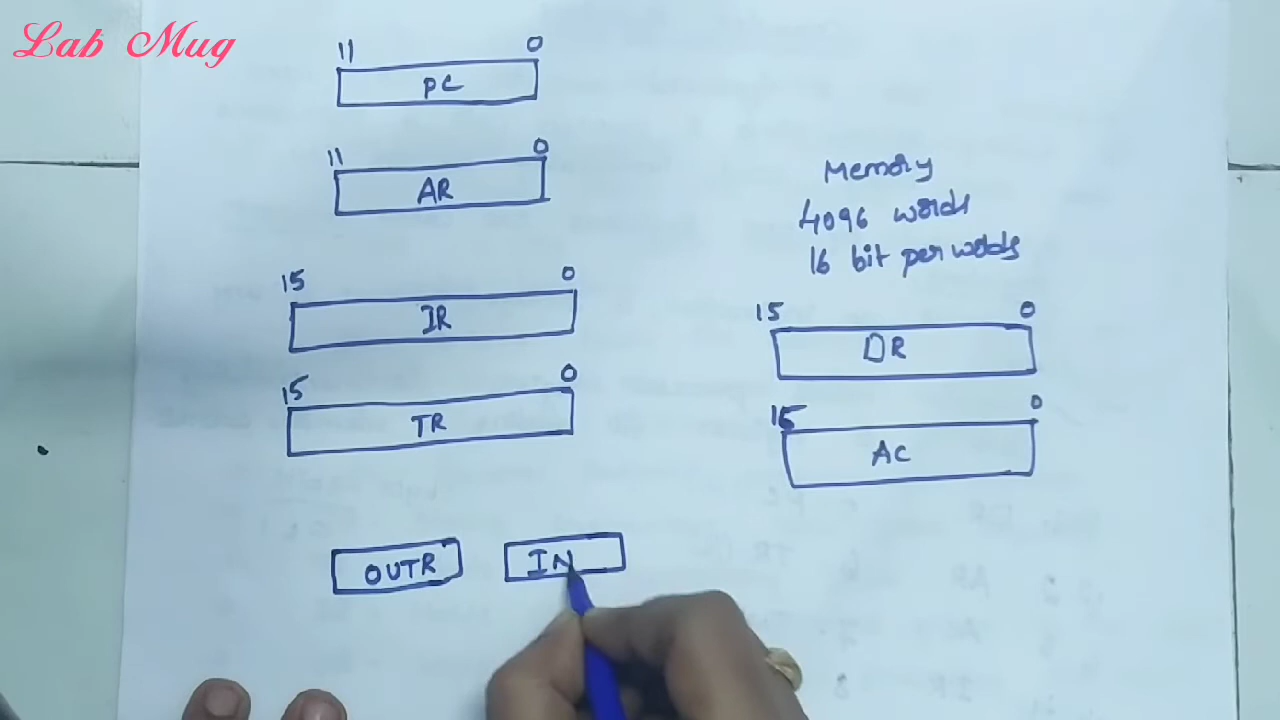 Lab Mug
11 0
PC
11 0
AR
Memory
4096 words
16 bit per words
15 0
IR
15 0
TR
15 0
DR
15 0
AC
OUTR
IN